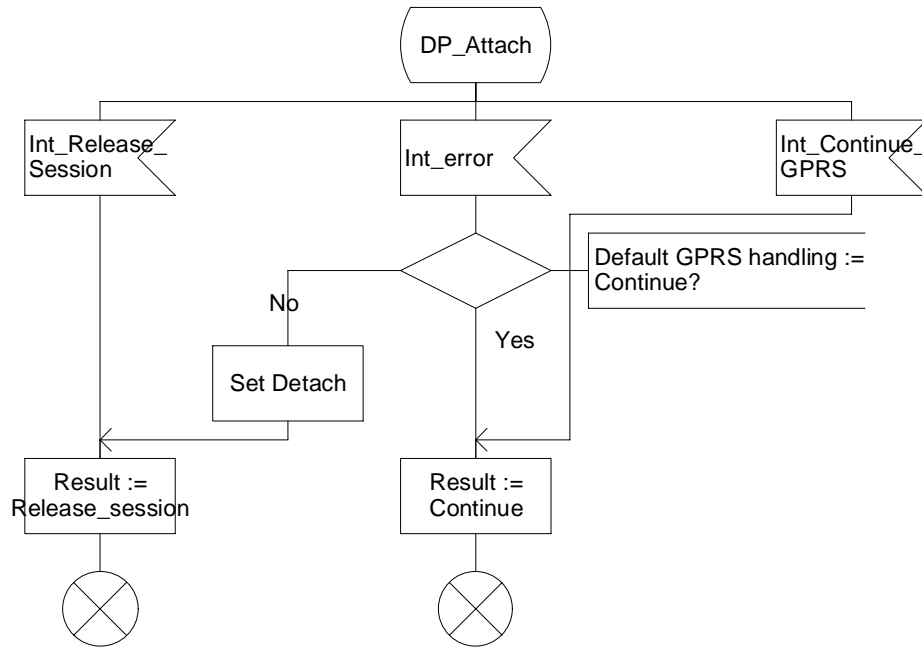 DP_Attach
Int_Release_
Session
Int_error
Int_Continue_
GPRS
Default GPRS handling :=
Continue?
No
Yes
Set Detach
Result :=
Release_session
Result :=
Continue